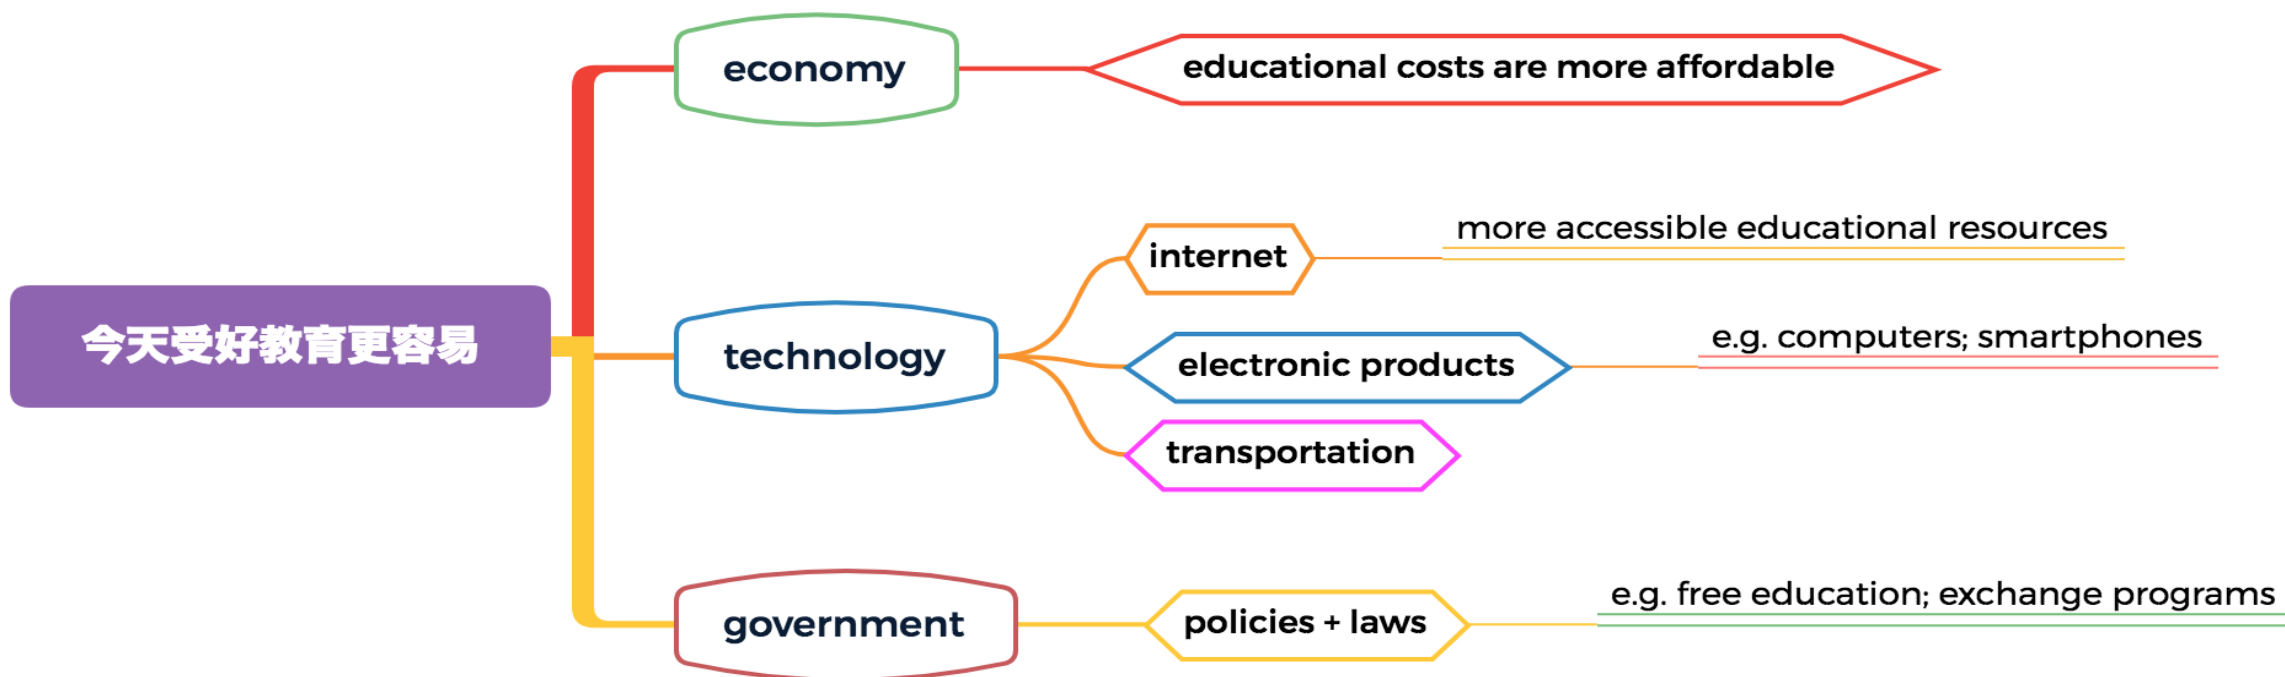 今天受好教育更容易
economy
educational costs are more affordable
technology
internet
more accessible educational resources
electronic products
e.g. computers; smartphones
transportation
government
policies + laws
e.g. free education; exchange programs